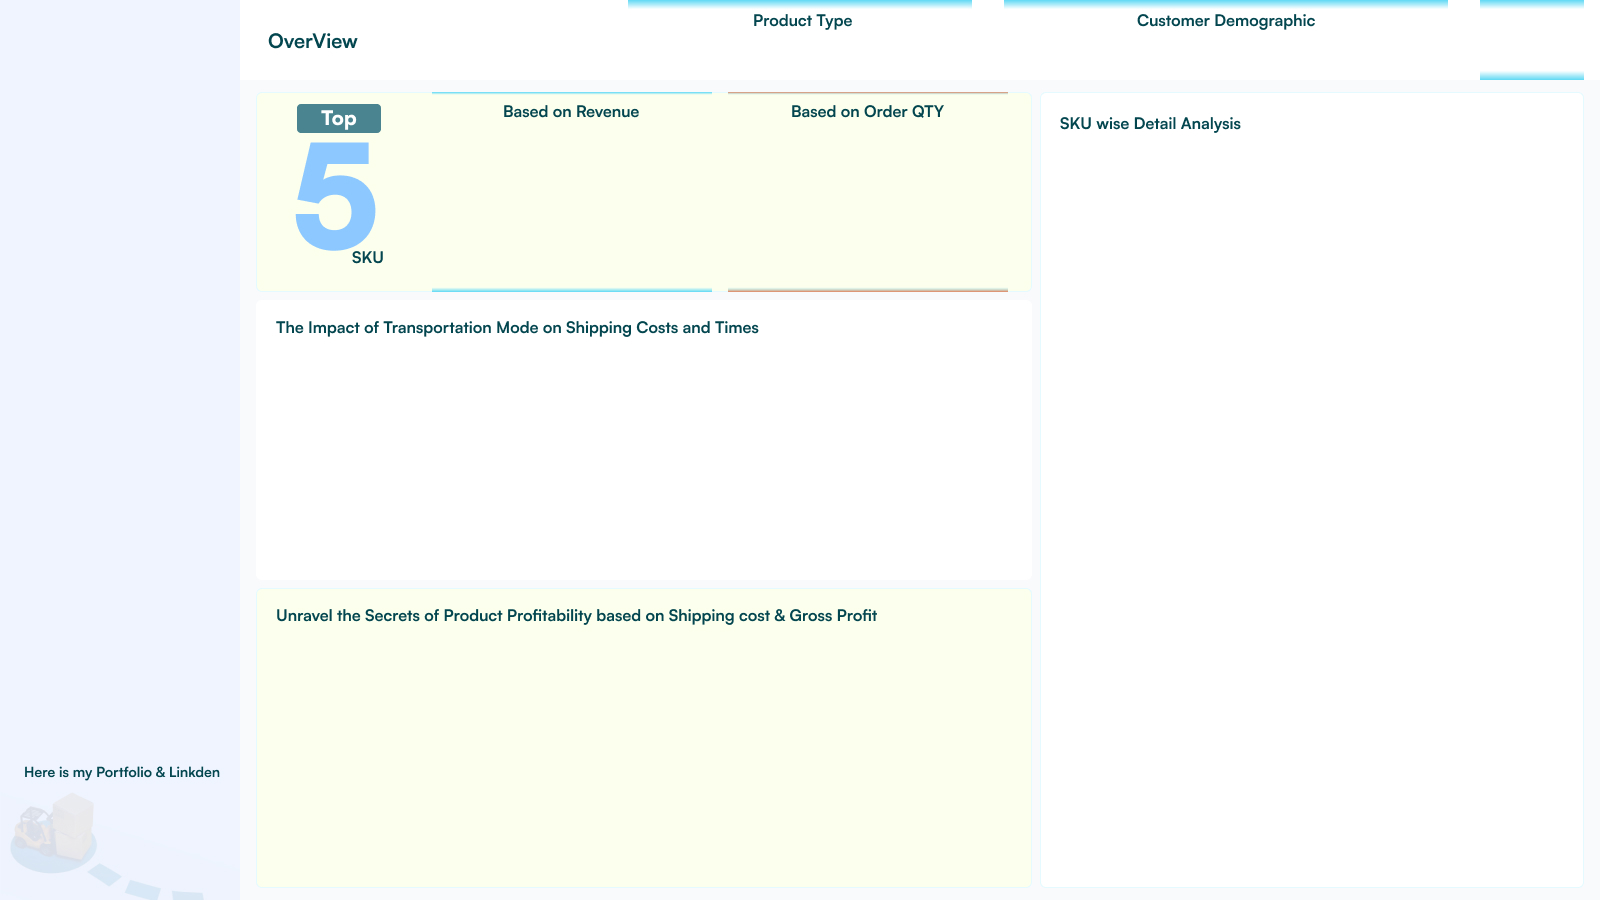 OverView
Product Type
Customer Demographic
Top
5
SKU
Based on Revenue
Based on Order QTY
SKU wise Detail Analysis
The Impact of Transportation Mode on Shipping Costs and Times
Unravel the Secrets of Product Profitability based on Shipping cost & Gross Profit
Here is my Portfolio & Linkden